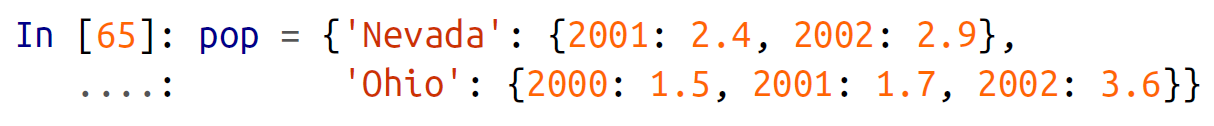 In [65]: pop = {'Nevada': {2001: 2.4, 2002: 2.9},
....: 'Ohio': {2000: 1.5, 2001: 1.7, 2002: 3.6}}